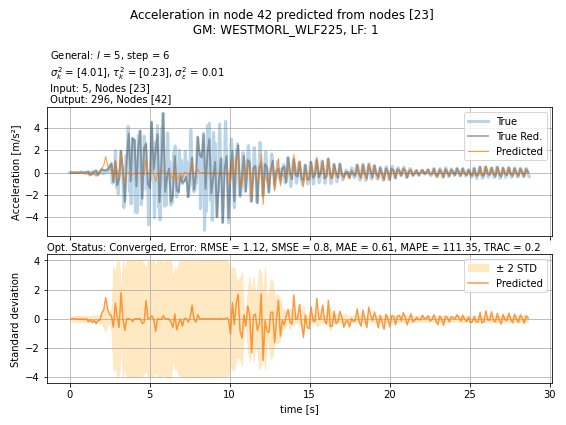 Acceleration in node 42 predicted from nodes [23]
GM: WESTMORL_WLF225, LF: 1
General: l = 5, step = 6
σ²ₖ = [4.01], τ²ₖ = [0.23], σ²ε = 0.01
Input: 5, Nodes [23]
Output: 296, Nodes [42]
Acceleration [m/s²]
4
2
0
−2
−4
True
True Red.
Predicted
Opt. Status: Converged, Error: RMSE = 1.12, SMSE = 0.8, MAE = 0.61, MAPE = 111.35, TRAC = 0.2
Standard deviation
4
2
0
−2
−4
± 2 STD
Predicted
0 5 10 15 20 25 30
time [s]